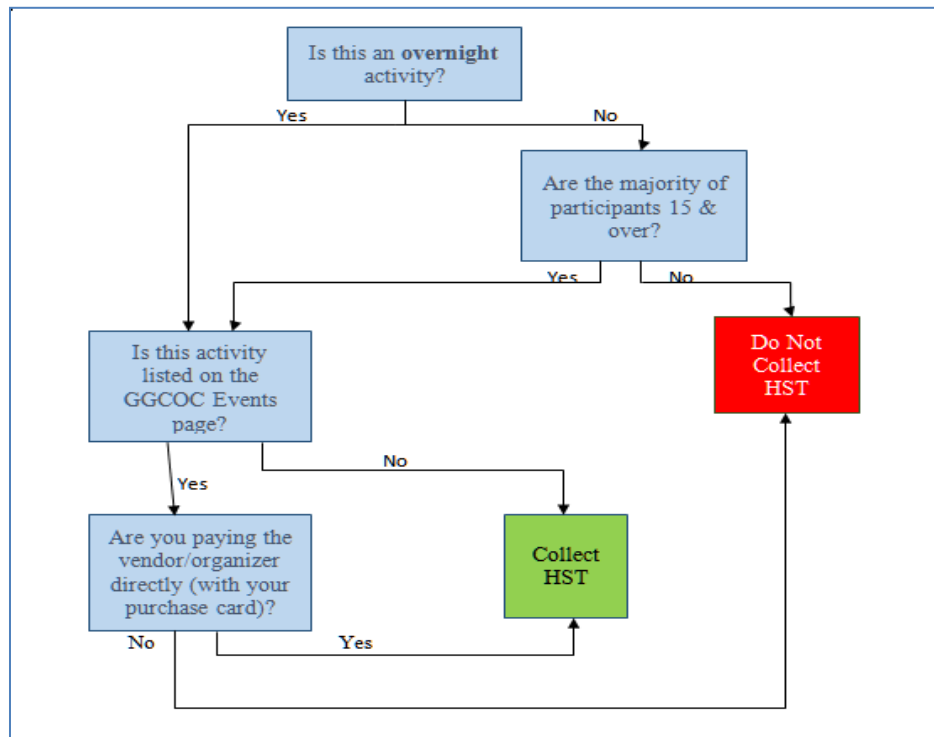 Is this an overnight
activity?
Yes
No
Are the majority of
participants 15 &
over?
Yes
No
Is this activity
listed on the
GGCOC Events
page?
Do Not
Collect
HST
No
Yes
Are you paying the
vendor/organizer
directly (with your
purchase card)?
Collect
HST
No
Yes